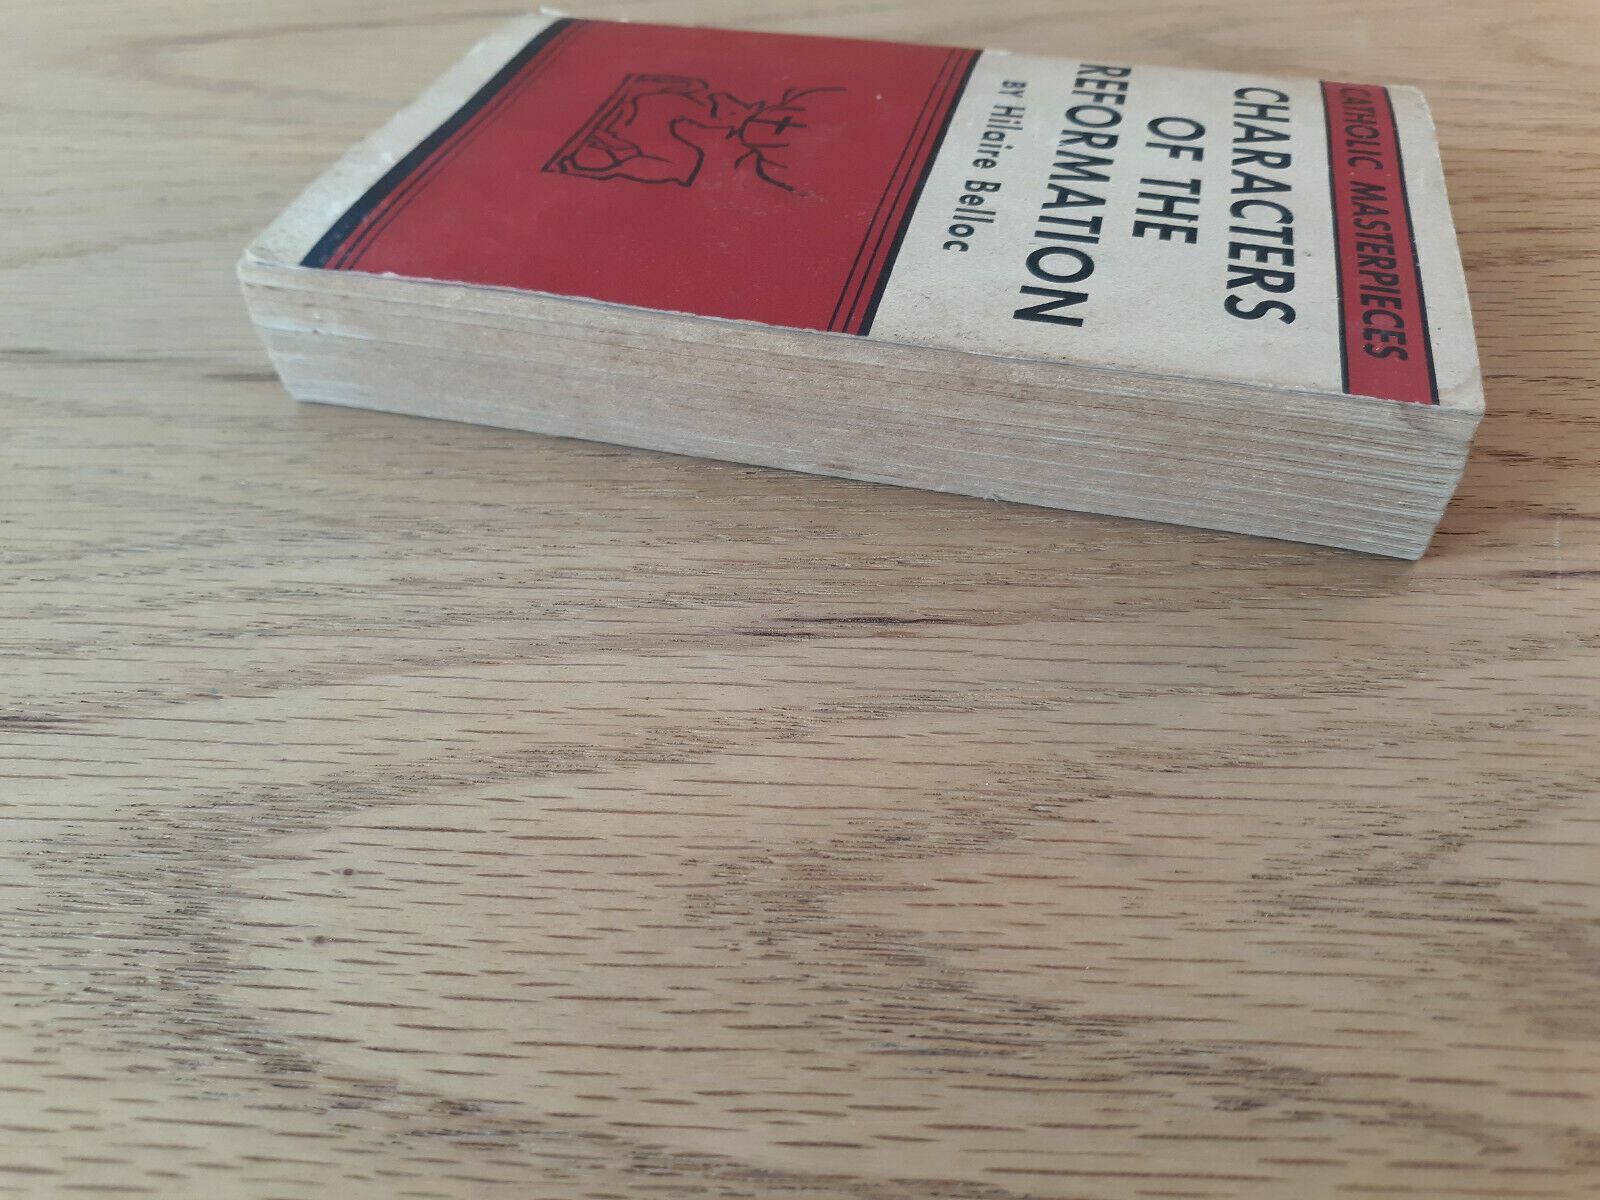 CATHOLIC MASTERPIECES
CHARACTERS
OF THE
REFORMATION
BY Hilaire Belloc